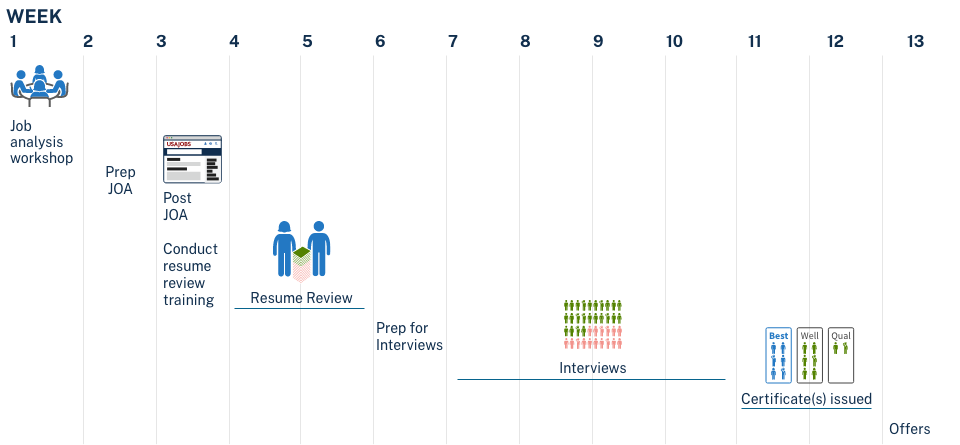 WEEK
1 2 3 4 5 6 7 8 9 10 11 12 13
Job
analysis
workshop
Prep
JOA
USAJOBS
Post
JOA
Conduct
resume
review
training
Resume Review
Prep for
Interviews
Interviews
Best Well Qual
Certificate(s) issued
Offers